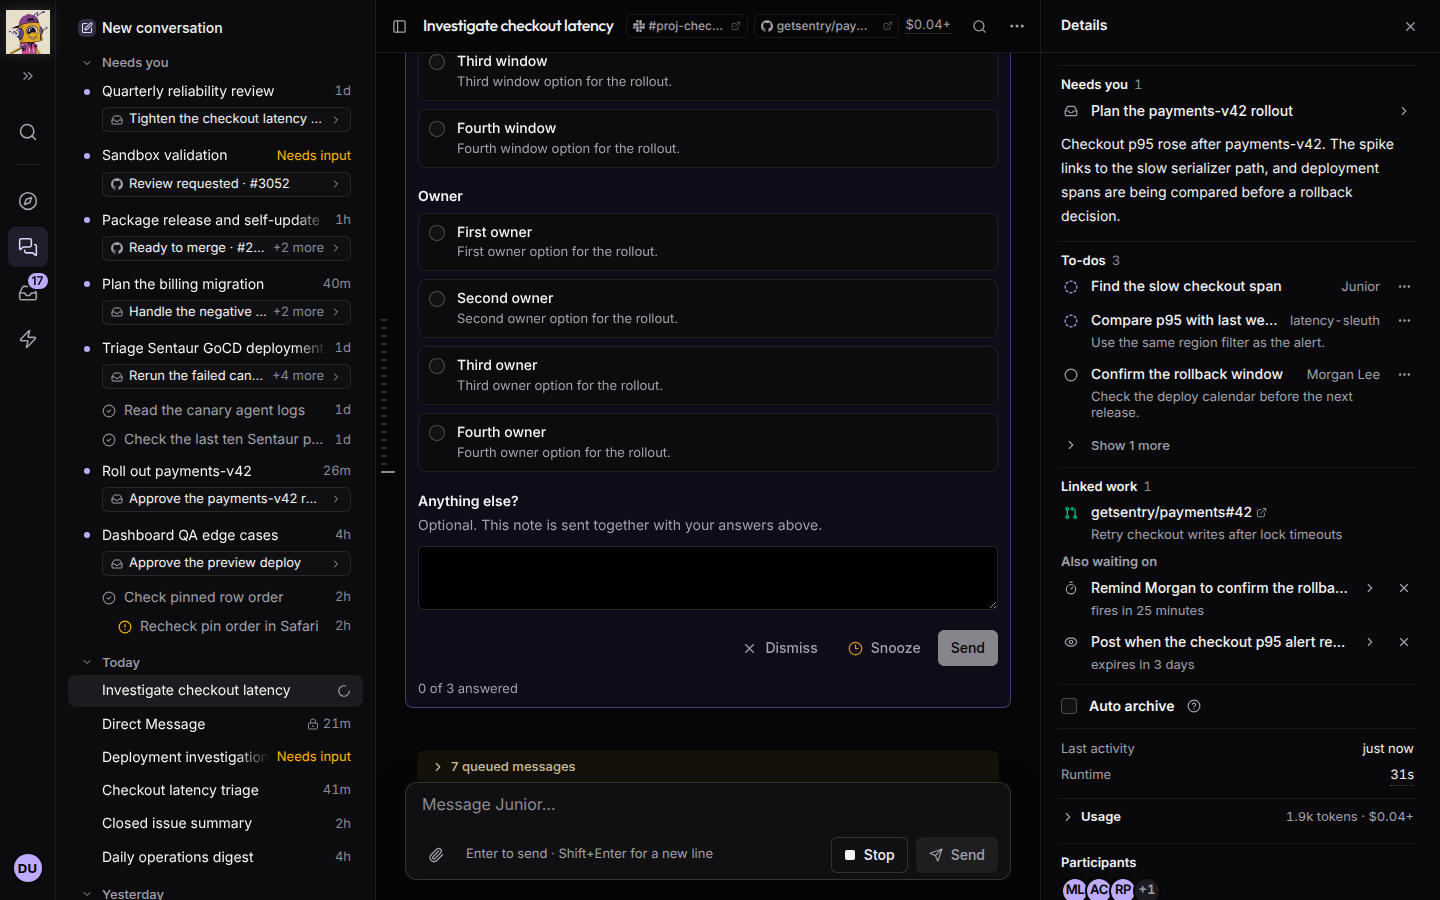 New conversation
Needs you
Quarterly reliability review 1d
Tighten the checkout latency ...
Sandbox validation Needs input
Review requested · #3052
Package release and self-update 1h
Ready to merge · #2... +2 more
17
Plan the billing migration 40m
Handle the negative ... +2 more
Triage Sentaur GoCD deployment 1d
Rerun the failed can... +4 more
Read the canary agent logs 1d
Check the last ten Sentaur p... 1d
Roll out payments-v42 26m
Approve the payments-v42 r...
Dashboard QA edge cases 4h
Approve the preview deploy
Check pinned row order 2h
Recheck pin order in Safari 2h
Today
Investigate checkout latency
Direct Message 21m
Deployment investigation Needs input
Checkout latency triage 41m
Closed issue summary 2h
Daily operations digest 4h
Yesterday
DU
Investigate checkout latency #proj-chec... getsentry/pay... $0.04+
Third window
Third window option for the rollout.
Fourth window
Fourth window option for the rollout.
Owner
First owner
First owner option for the rollout.
Second owner
Second owner option for the rollout.
Third owner
Third owner option for the rollout.
Fourth owner
Fourth owner option for the rollout.
Anything else?
Optional. This note is sent together with your answers above.
Dismiss Snooze Send
0 of 3 answered
7 queued messages
Message Junior...
Enter to send · Shift+Enter for a new line Stop Send
Details
Needs you 1
Plan the payments-v42 rollout
Checkout p95 rose after payments-v42. The spike
links to the slow serializer path, and deployment
spans are being compared before a rollback
decision.
To-dos 3
Find the slow checkout span Junior
Compare p95 with last we... latency-sleuth
Use the same region filter as the alert.
Confirm the rollback window Morgan Lee
Check the deploy calendar before the next
release.
Show 1 more
Linked work 1
getsentry/payments#42
Retry checkout writes after lock timeouts
Also waiting on
Remind Morgan to confirm the rollba...
fires in 25 minutes
Post when the checkout p95 alert re...
expires in 3 days
Auto archive
Last activity just now
Runtime 31s
Usage 1.9k tokens · $0.04+
Participants
ML AC RP +1